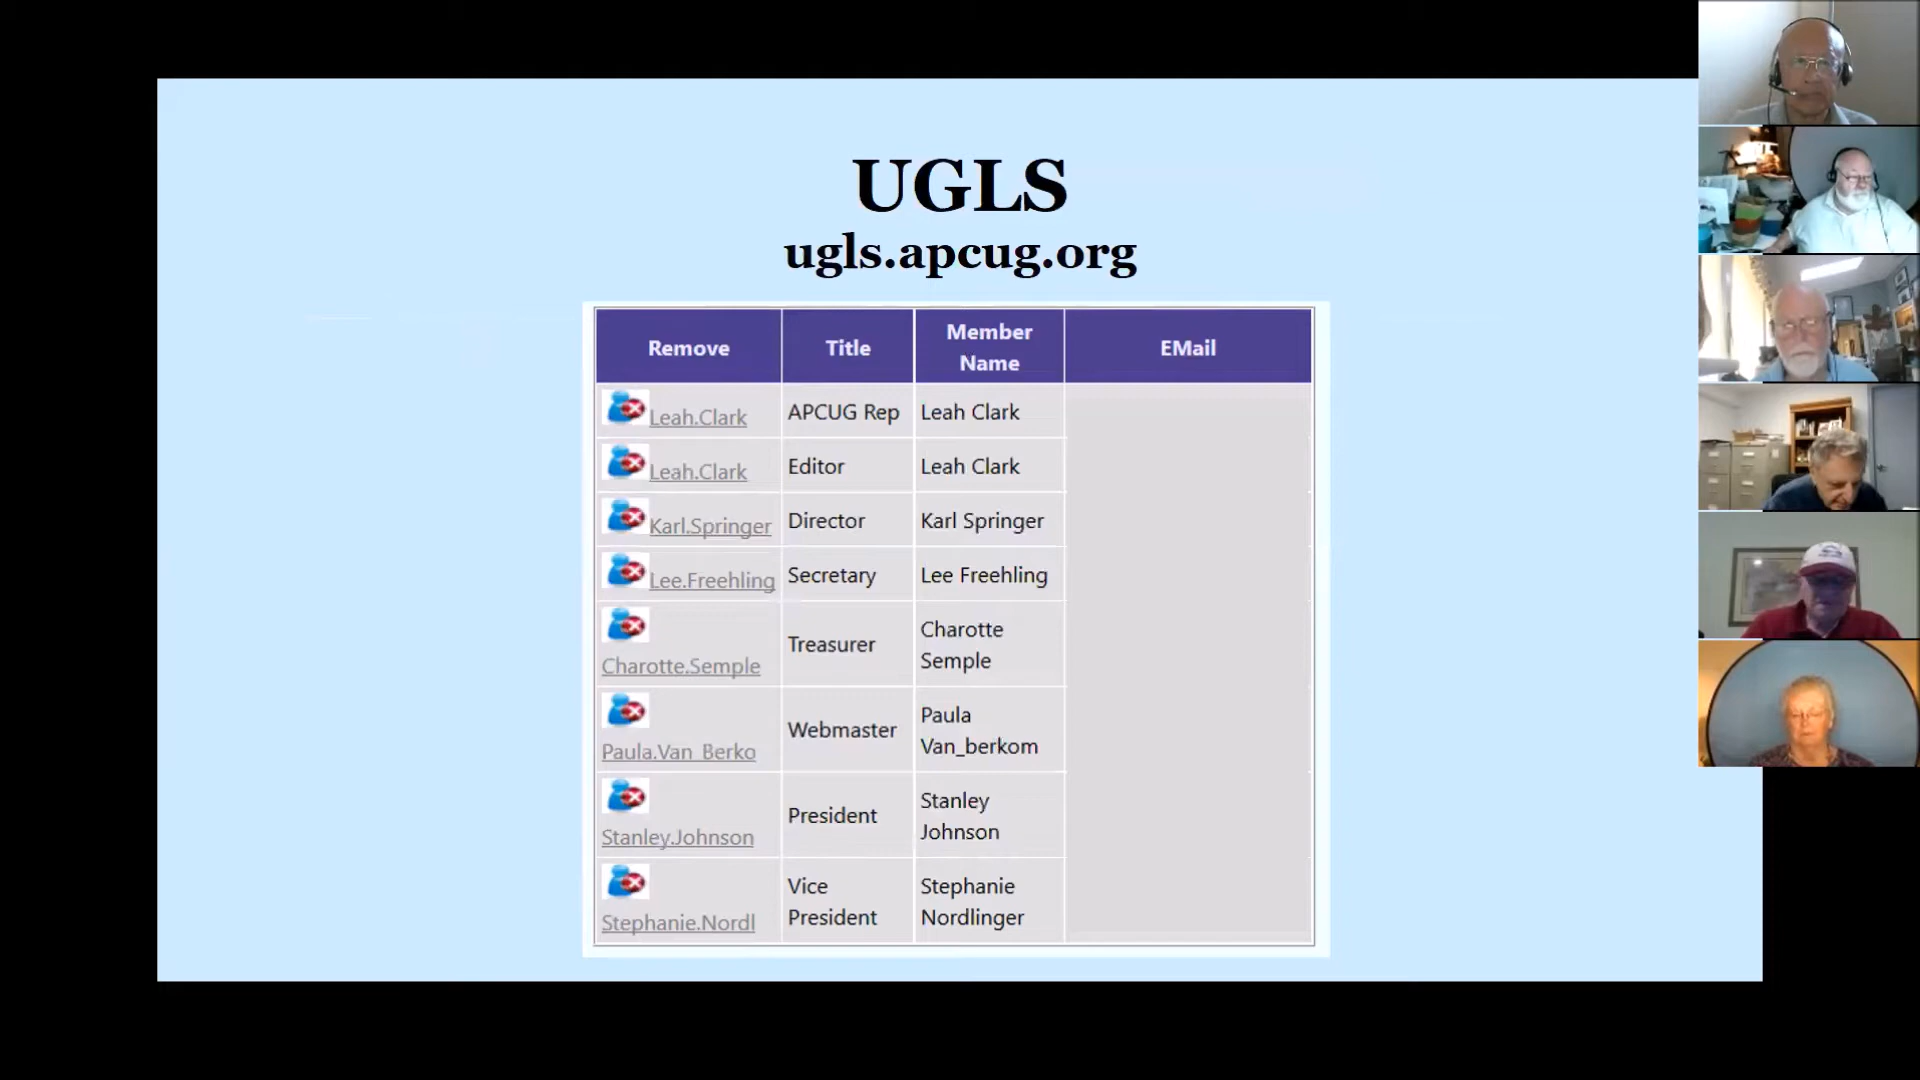 UGLS
ugls.apcug.org
Remove Title Member Name EMail
Leah.Clark APCUG Rep Leah Clark
Leah.Clark Editor Leah Clark
Karl.Springer Director Karl Springer
Lee.Freehling Secretary Lee Freehling
Charotte.Semple Treasurer Charotte Semple
Paula.Van_Berko Webmaster Paula Van_berkom
Stanley.Johnson President Stanley Johnson
Stephanie.Nordl Vice President Stephanie Nordlinger